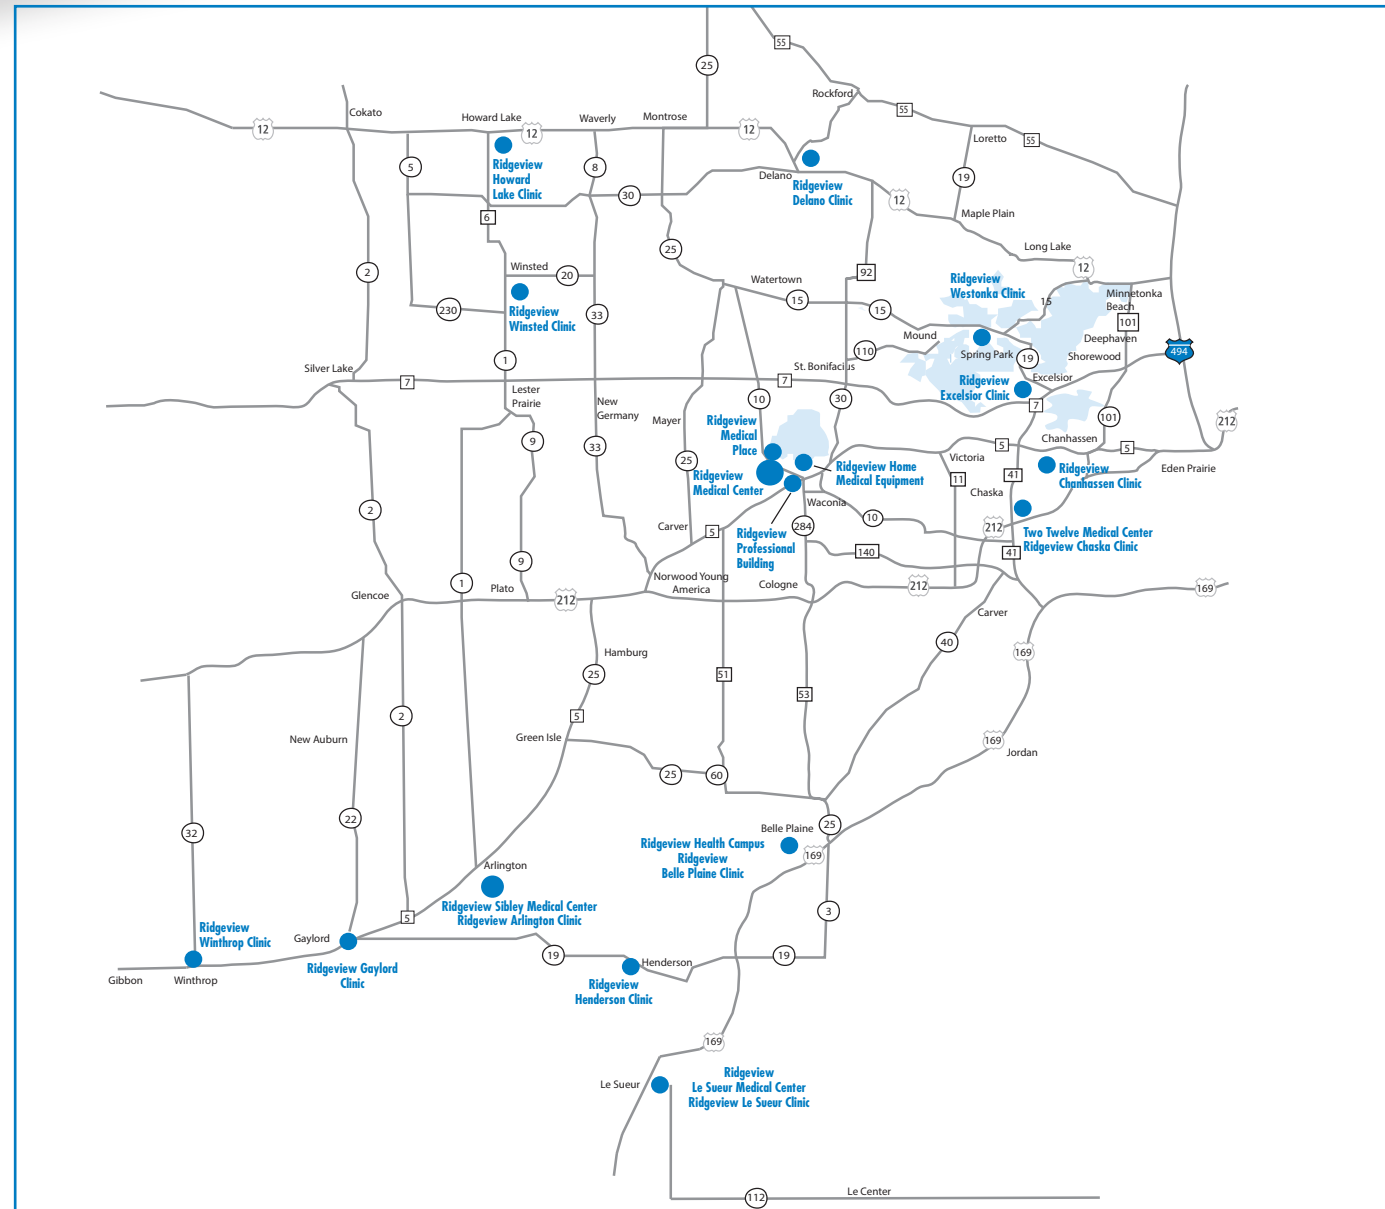 55
25
Rockford
55
Cokato
Howard Lake
Waverly
Montrose
12
12
12
Loretto
55
Ridgeview
Howard
Lake Clinic
5
8
30
Delano
Ridgeview
Delano Clinic
19
12
Maple Plain
6
25
Long Lake
2
Winsted
20
92
12
Watertown
Ridgeview
Westonka Clinic
15
Minnetonka
Beach
230
Ridgeview
Winsted Clinic
33
15
15
101
Mound
Deephaven
110
Spring Park
19
Shorewood
494
1
Silver Lake
7
7
St. Bonifacius
Excelsior
Ridgeview
Excelsior Clinic
Lester
Prairie
New
Germany
10
30
7
Mayer
Ridgeview
Medical
Place
101
212
9
33
Chanhassen
5
5
25
Ridgeview
Medical Center
Ridgeview Home
Medical Equipment
Victoria
11
41
Ridgeview
Chanhassen Clinic
Eden Prairie
Chaska
2
Waconia
10
Carver
5
284
Ridgeview
Professional
Building
212
Two Twelve Medical Center
Ridgeview Chaska Clinic
9
140
41
1
Plato
Norwood Young
America
Cologne
212
169
Glencoe
212
Carver
40
Hamburg
169
25
51
53
2
5
New Auburn
Green Isle
169
Jordan
25
60
22
32
Belle Plaine
25
Ridgeview Health Campus
Ridgeview
Belle Plaine Clinic
169
Arlington
Ridgeview Sibley Medical Center
Ridgeview Arlington Clinic
5
3
Ridgeview
Winthrop Clinic
Gaylord
19
19
Henderson
Gibbon
Winthrop
Ridgeview Gaylord
Clinic
Ridgeview
Henderson Clinic
169
Le Sueur
Ridgeview
Le Sueur Medical Center
Ridgeview Le Sueur Clinic
Le Center
112